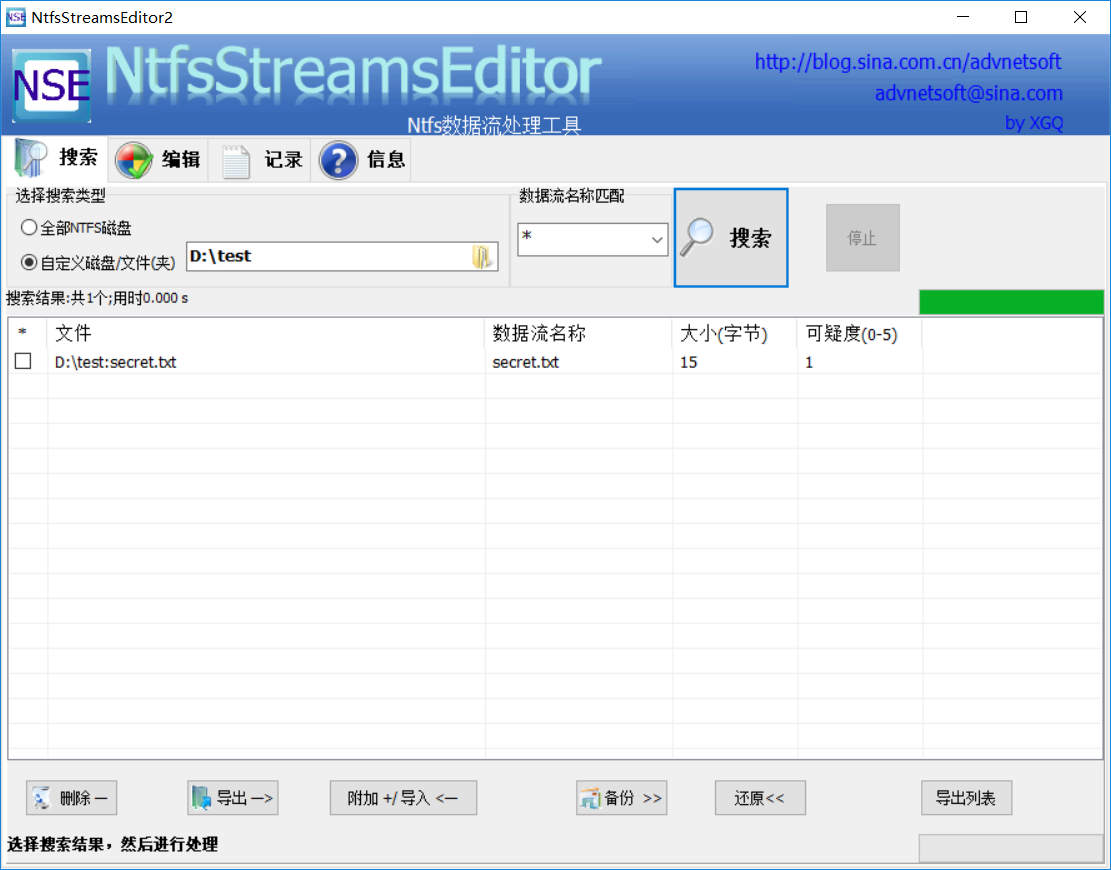 NtfsStreamsEditor2
NSE
NtfsStreamsEditor
Ntfs数据流处理工具
http://blog.sina.com.cn/advnetsoft
advnetsoft@sina.com
by XGQ
搜索 编辑 记录 信息
选择搜索类型
全部NTFS磁盘
自定义磁盘/文件(夹) D:\test
数据流名称匹配
*
搜索
停止
搜索结果:共1个;用时0.000 s
* 文件 数据流名称 大小(字节) 可疑度(0-5)
D:\test:secret.txt secret.txt 15 1
删除 — 导出 —> 附加 +/ 导入 <— 备份 >> 还原<< 导出列表
选择搜索结果，然后进行处理